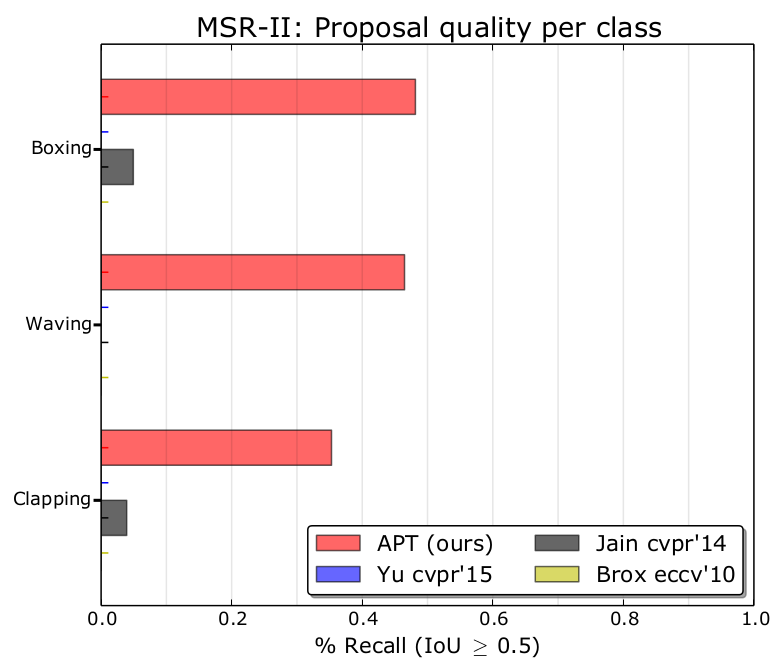 MSR-II: Proposal quality per class
Boxing
Waving
Clapping
APT (ours)
Yu cvpr'15
Jain cvpr'14
Brox eccv'10
0.0 0.2 0.4 0.6 0.8 1.0
% Recall (IoU ≥ 0.5)